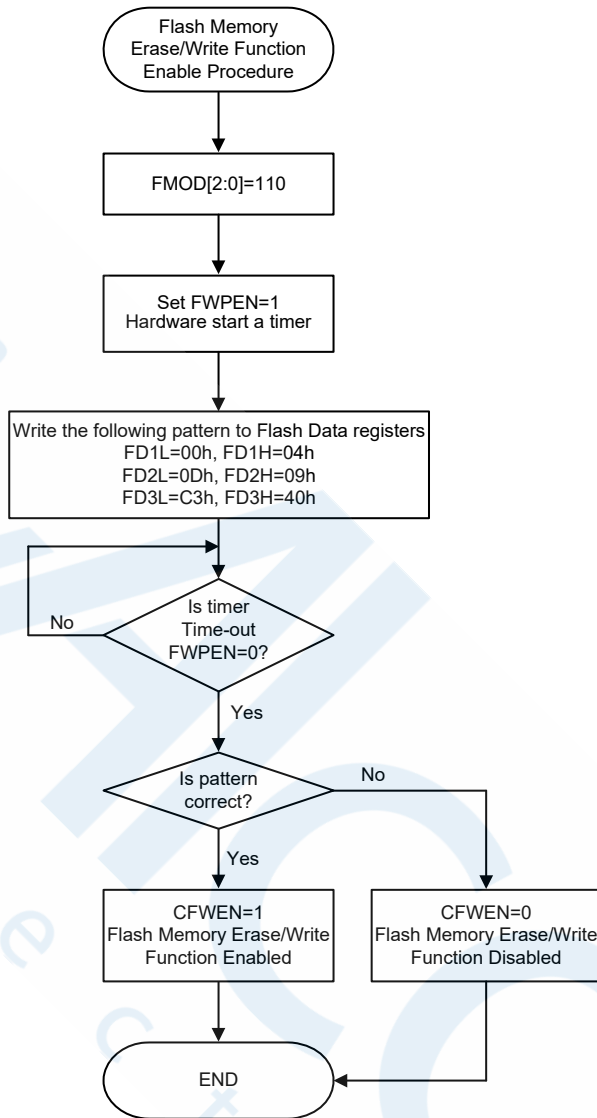 Flash Memory
Erase/Write Function
Enable Procedure
FMOD[2:0]=110
Set FWPEN=1
Hardware start a timer
Write the following pattern to Flash Data registers
FD1L=00h, FD1H=04h
FD2L=0Dh, FD2H=09h
FD3L=C3h, FD3H=40h
Is timer
Time-out
FWPEN=0?
No
Yes
Is pattern
correct?
No
Yes
CFWEN=1
Flash Memory Erase/Write
Function Enabled
CFWEN=0
Flash Memory Erase/Write
Function Disabled
END